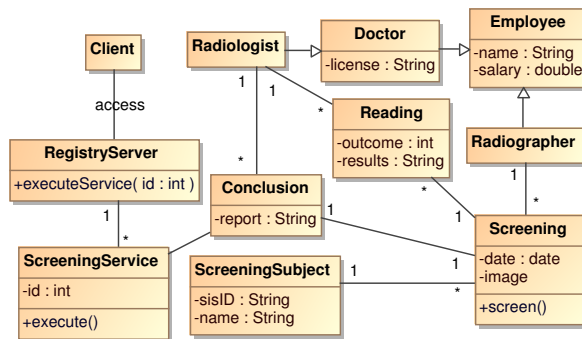 Client
access
RegistryServer
+executeService( id : int )
1
*
ScreeningService
-id : int
+execute()
Radiologist
1
1
*
*
Doctor
-license : String
Employee
-name : String
-salary : double
Reading
-outcome : int
-results : String
*
1
Radiographer
1
*
Conclusion
-report : String
1
1
ScreeningSubject
-sisID : String
-name : String
1
*
Screening
-date : date
-image
+screen()